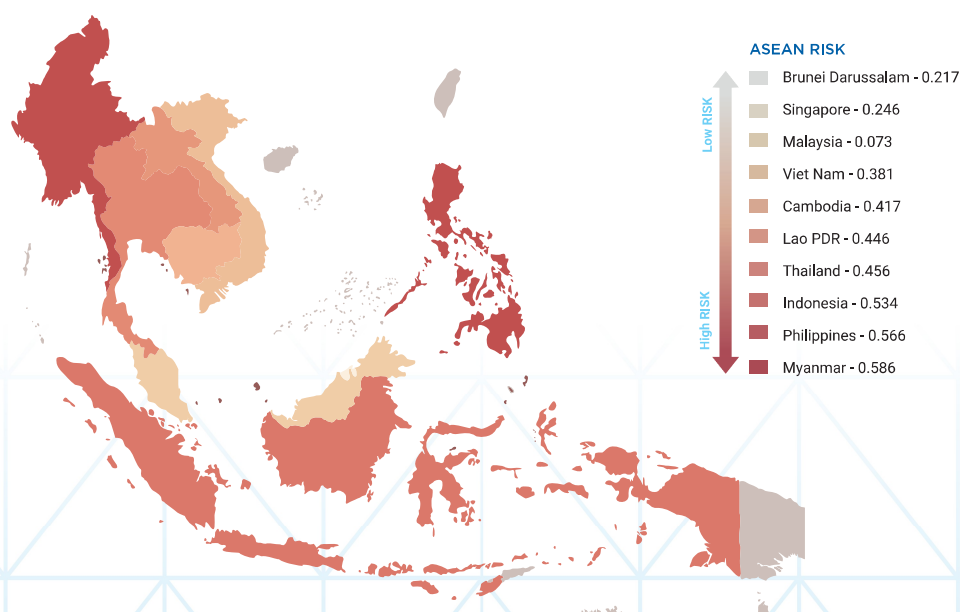 ASEAN RISK
Low RISK
High RISK
Brunei Darussalam - 0.217
Singapore - 0.246
Malaysia - 0.073
Viet Nam - 0.381
Cambodia - 0.417
Lao PDR - 0.446
Thailand - 0.456
Indonesia - 0.534
Philippines - 0.566
Myanmar - 0.586